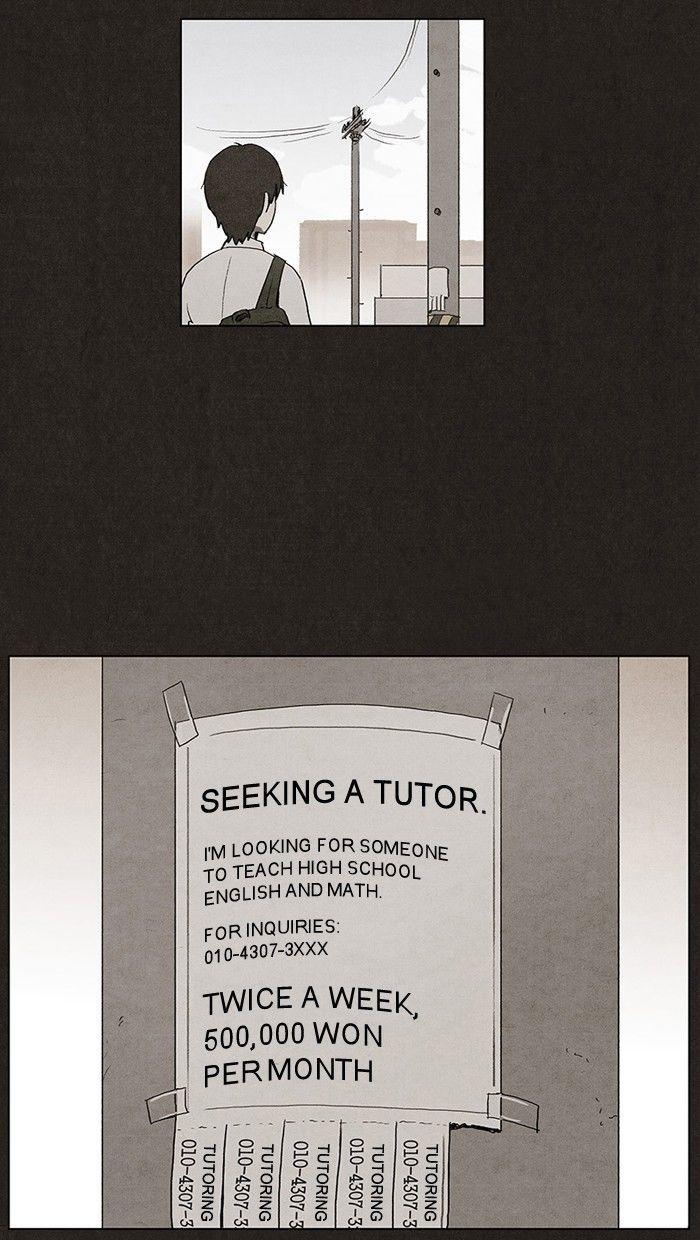 SEEKING A TUTOR.
I'M LOOKING FOR SOMEONE
TO TEACH HIGH SCHOOL
ENGLISH AND MATH.
FOR INQUIRIES:
010-4307-3XXX
TWICE A WEEK,
500,000 WON
PER MONTH
TUTORING
010-4307-3
TUTORING
010-4307-3
TUTORING
010-4307-3
TUTORING
010-4307-3
TUTORING
010-4307-3